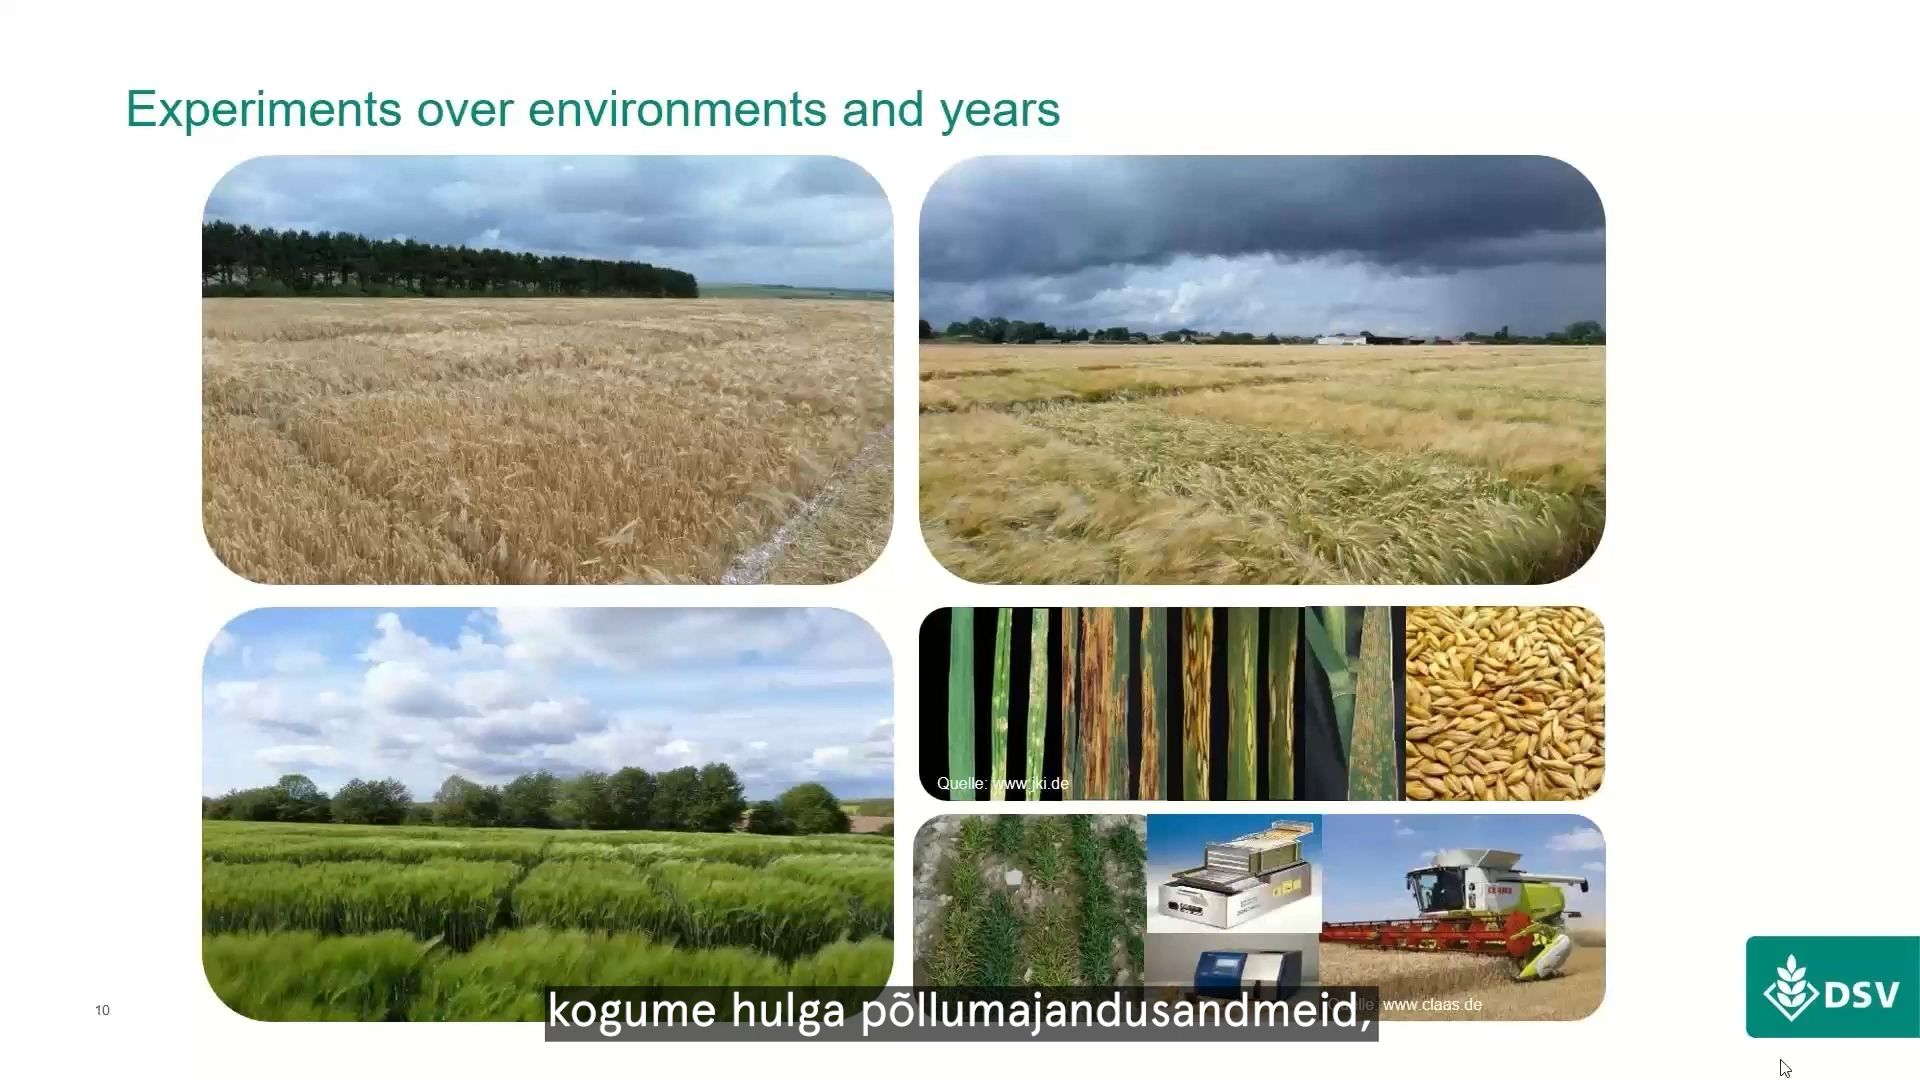 Experiments over environments and years
Quelle: www.jki.de
www.claas.de
kogume hulga põllumajandusandmeid,
10
DSV